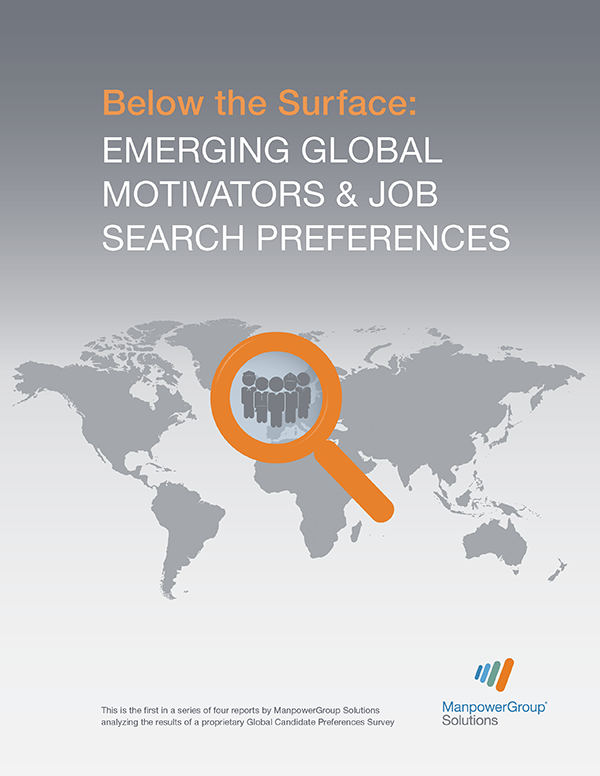 Below the Surface:
EMERGING GLOBAL
MOTIVATORS & JOB
SEARCH PREFERENCES
This is the first in a series of four reports by ManpowerGroup Solutions
analyzing the results of a proprietary Global Candidate Preferences Survey
ManpowerGroup®
Solutions